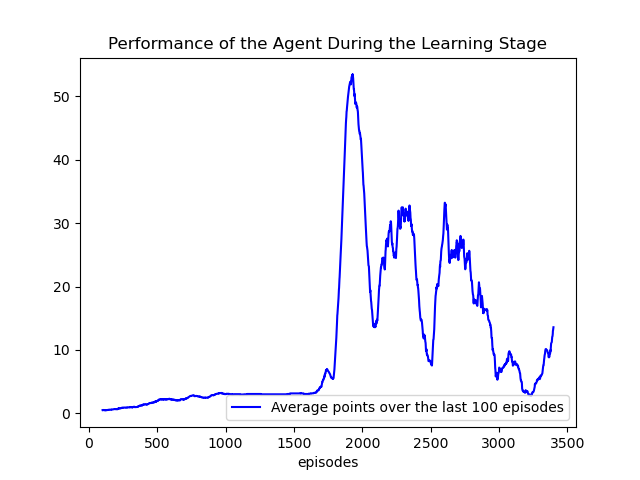 Performance of the Agent During the Learning Stage
50
40
30
20
10
0
Average points over the last 100 episodes
0 500 1000 1500 2000 2500 3000 3500
episodes